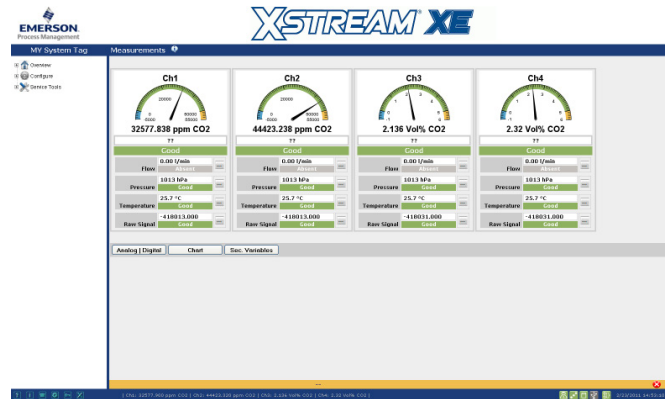 EMERSON
Process Management
XSTREAM XE
MY System Tag
Measurements
Overview
Configure
Service Tools
Ch1
20000
32577.838 ppm CO2
??
Good
0.00 l/min
Flow Absent
1013 hPa
Pressure Good
25.7 °C
Temperature Good
-418013.000
Raw Signal Good
Ch2
20000
44423.238 ppm CO2
??
Good
0.00 l/min
Flow Absent
1013 hPa
Pressure Good
25.7 °C
Temperature Good
-418013.000
Raw Signal Good
Ch3
2.136 Vol% CO2
??
Good
0.00 l/min
Flow Absent
1013 hPa
Pressure Good
25.7 °C
Temperature Good
-418031.000
Raw Signal Good
Ch4
2.32 Vol% CO2
??
Good
0.00 l/min
Flow Absent
1013 hPa
Pressure Good
25.7 °C
Temperature Good
-418031.000
Raw Signal Good
Analog | Digital
Chart
Sec. Variables
--